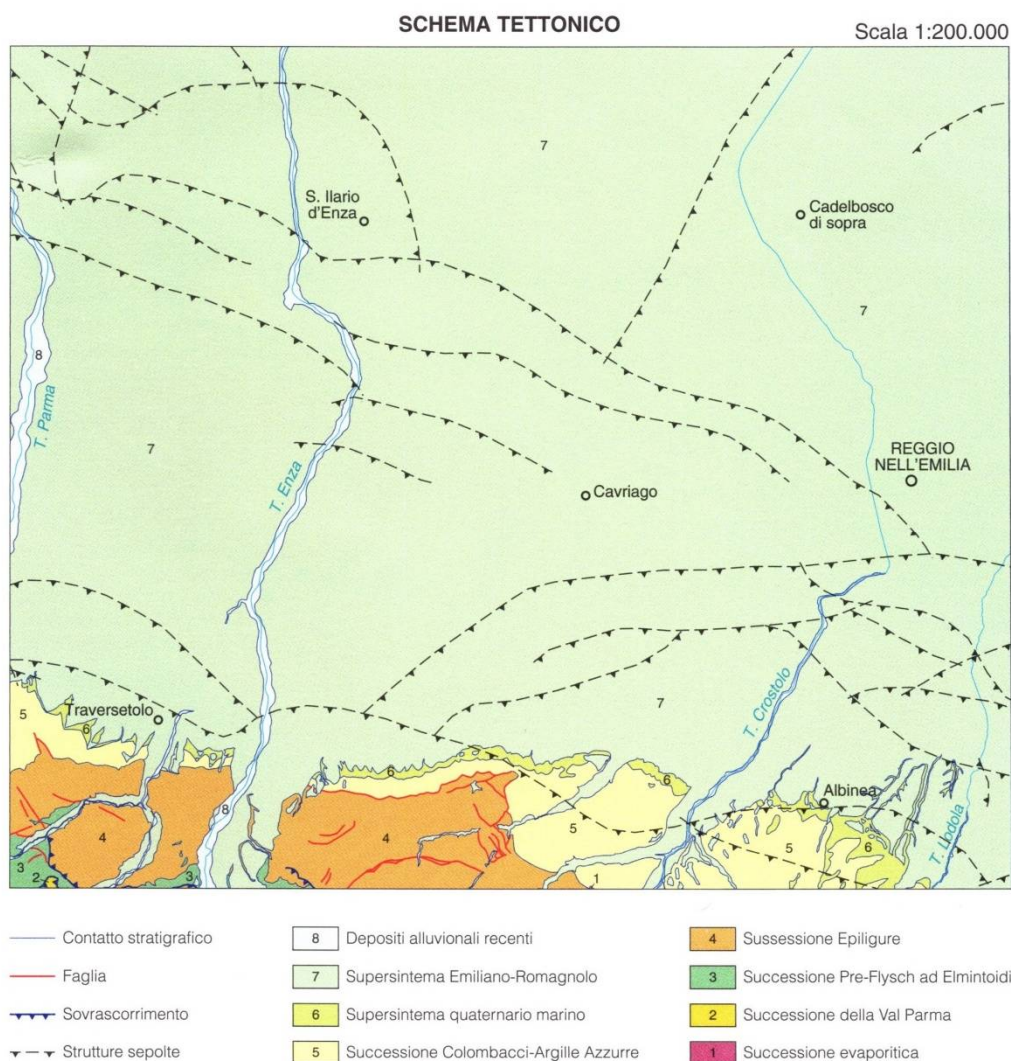 SCHEMA TETTONICO
Scala 1:200.000
7
S. Ilario
d'Enza
Cadelbosco
di sopra
7
8
T. Parma
7
T. Enza
REGGIO
NELL'EMILIA
Cavriago
5
Traversetolo
6
7
T. Crostolo
6
6
Albinea
8
4
4
5
5
6
T. Lodola
3
2
3
1
Contatto stratigrafico
Faglia
Sovrascorrimento
Strutture sepolte
8 Depositi alluvionali recenti
7 Supersintema Emiliano-Romagnolo
6 Supersintema quaternario marino
5 Successione Colombacci-Argille Azzurre
4 Sussessione Epiligure
3 Successione Pre-Flysch ad Elmintoidi
2 Successione della Val Parma
1 Successione evaporitica